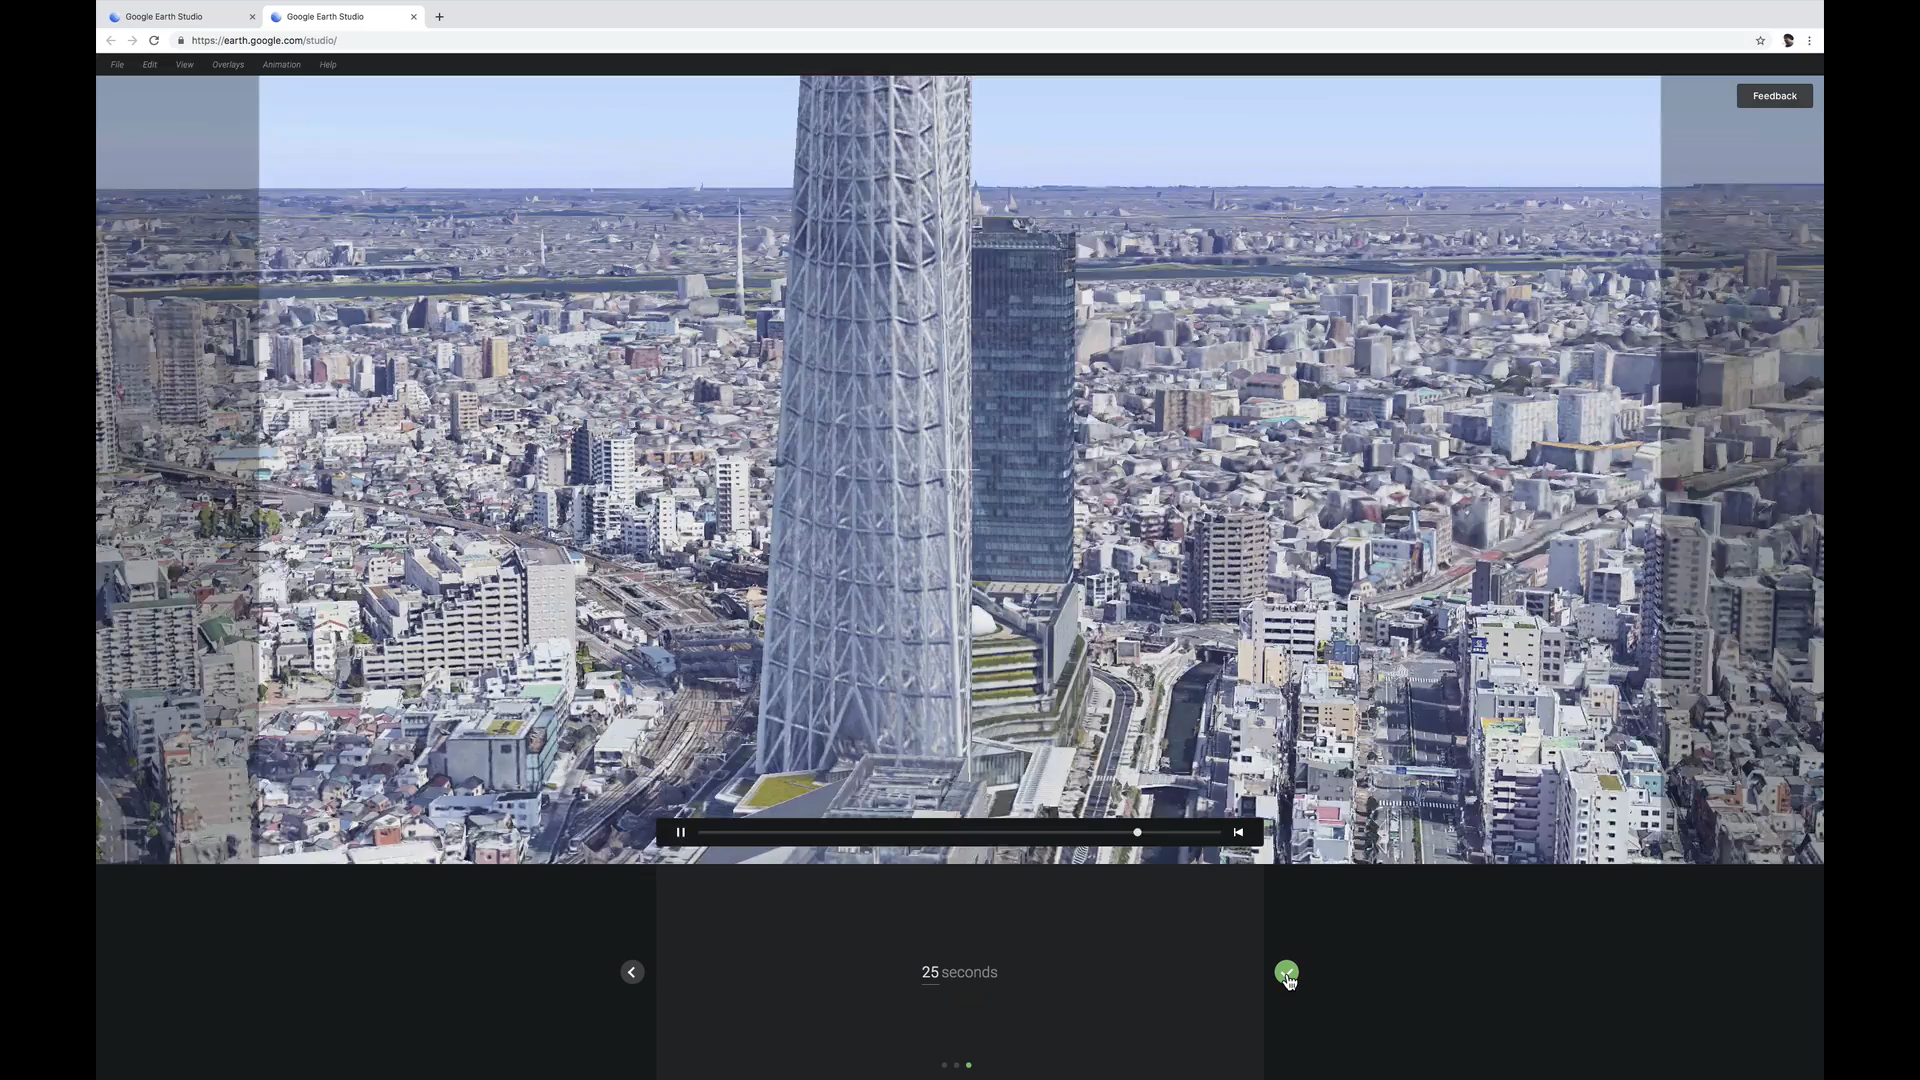 Google Earth Studio
Google Earth Studio
https://earth.google.com/studio/
File Edit View Overlays Animation Help
Feedback
25 seconds